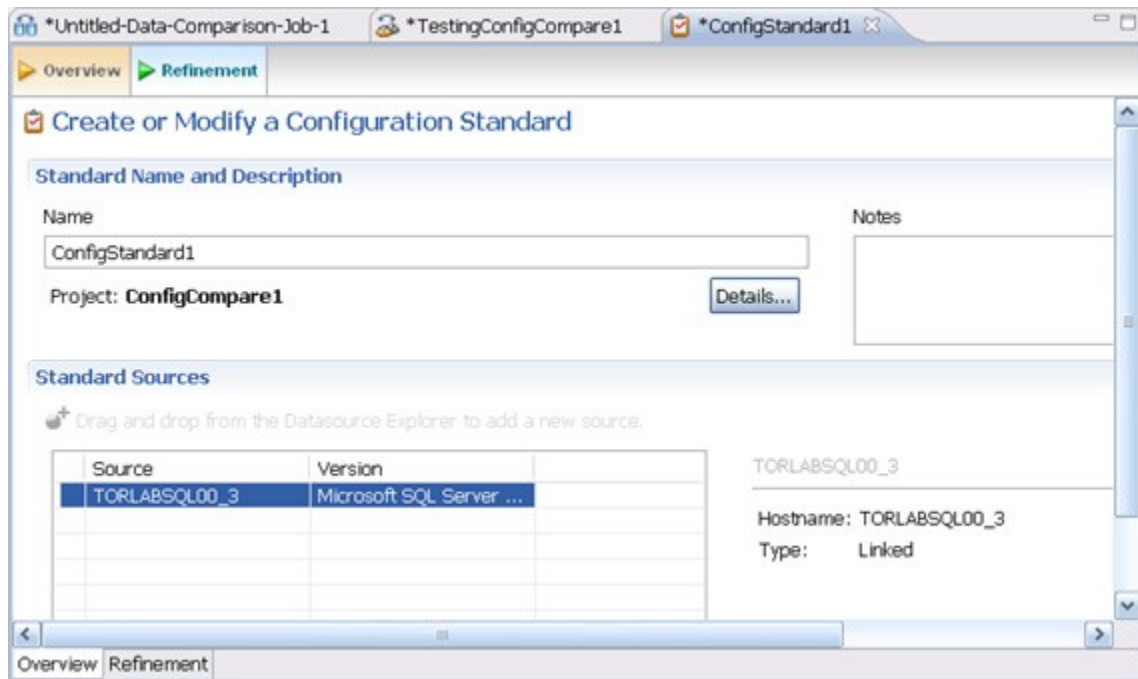 *Untitled-Data-Comparison-Job-1 *TestingConfigCompare1 *ConfigStandard1
Overview Refinement
Create or Modify a Configuration Standard
Standard Name and Description
Name Notes
ConfigStandard1
Project: ConfigCompare1 Details...
Standard Sources
Drag and drop from the Datasource Explorer to add a new source.
Source Version TORLABSQL00_3
TORLABSQL00_3 Microsoft SQL Server ...
Hostname: TORLABSQL00_3
Type: Linked
Overview Refinement